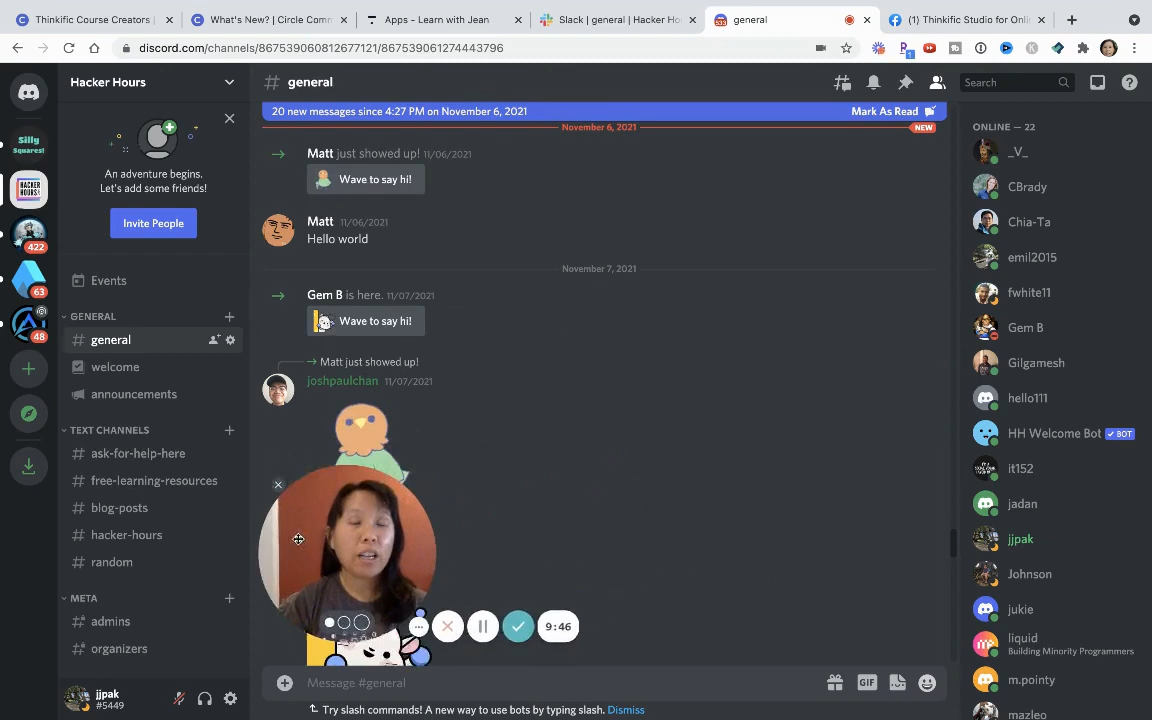 Thinkific Course Creators |
What's New? | Circle Comm
Apps – Learn with Jean
Slack | general | Hacker Ho
general
(1) Thinkific Studio for Onli
discord.com/channels/867539060812677121/867539061274443796
Hacker Hours
general
Search
20 new messages since 4:27 PM on November 6, 2021
Mark As Read
November 6, 2021
NEW
Silly Squares!
HACKER
HOURS
533
1
422
63
48
An adventure begins.
Let's add some friends!
Invite People
Events
GENERAL
general
welcome
announcements
TEXT CHANNELS
ask-for-help-here
free-learning-resources
blog-posts
hacker-hours
random
META
admins
organizers
jjpak
#5449
Matt just showed up! 11/06/2021
Wave to say hi!
Matt 11/06/2021
Hello world
November 7, 2021
Gem B is here. 11/07/2021
Wave to say hi!
Matt just showed up!
joshpaulchan 11/07/2021
9:46
Message #general
GIF
Try slash commands! A new way to use bots by typing slash. Dismiss
ONLINE — 22
_V_
CBrady
Chia-Ta
emil2015
fwhite11
Gem B
Gilgamesh
hello111
HH Welcome Bot BOT
it152
jadan
jjpak
Johnson
jukie
liquid
Building Minority Programmers
m.pointy
mazleo